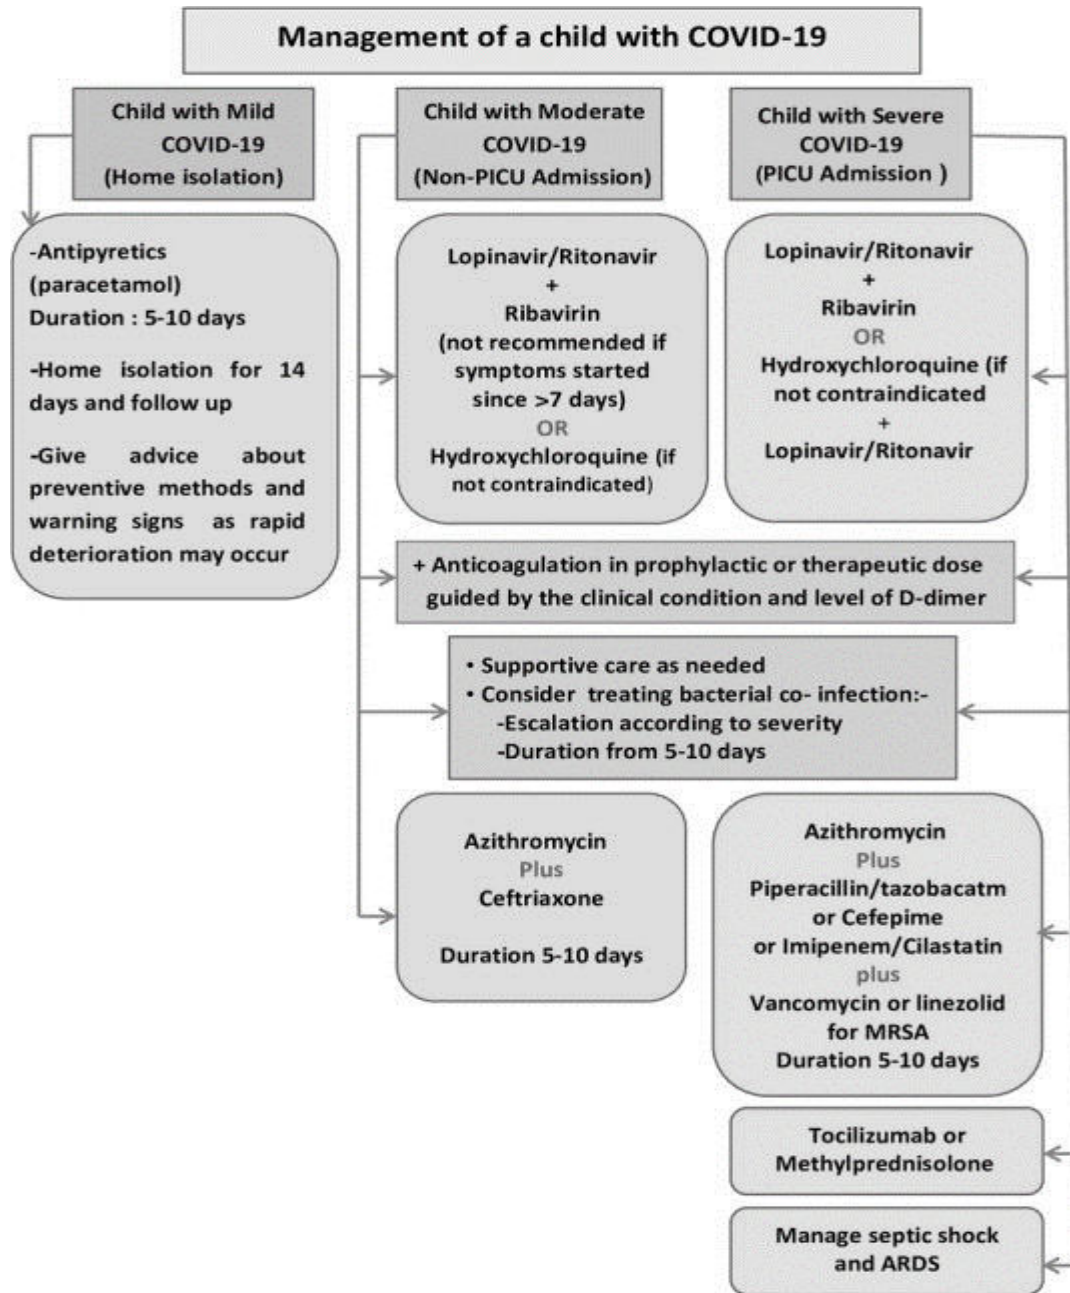 Management of a child with COVID-19
Child with Mild
COVID-19
(Home isolation)
Child with Moderate
COVID-19
(Non-PICU Admission)
Child with Severe
COVID-19
(PICU Admission )
-Antipyretics
(paracetamol)
Duration : 5-10 days
-Home isolation for 14
days and follow up
-Give advice about
preventive methods and
warning signs as rapid
deterioration may occur
Lopinavir/Ritonavir
+
Ribavirin
(not recommended if
symptoms started
since >7 days)
OR
Hydroxychloroquine (if
not contraindicated)
Lopinavir/Ritonavir
+
Ribavirin
OR
Hydroxychloroquine (if
not contraindicated
+
Lopinavir/Ritonavir
+ Anticoagulation in prophylactic or therapeutic dose
guided by the clinical condition and level of D-dimer
• Supportive care as needed
• Consider treating bacterial co- infection:-
-Escalation according to severity
-Duration from 5-10 days
Azithromycin
Plus
Ceftriaxone
Duration 5-10 days
Azithromycin
Plus
Piperacillin/tazobacatm
or Cefepime
or Imipenem/Cilastatin
plus
Vancomycin or linezolid
for MRSA
Duration 5-10 days
Tocilizumab or
Methylprednisolone
Manage septic shock
and ARDS